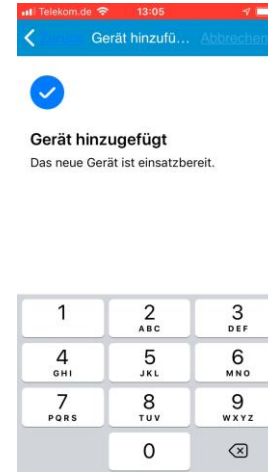 Telekom.de 13:05
Gerät hinzufü... Abbrechen
Gerät hinzugefügt
Das neue Gerät ist einsatzbereit.
1 2 3
ABC DEF
4 5 6
GHI JKL MNO
7 8 9
PQRS TUV WXYZ
0